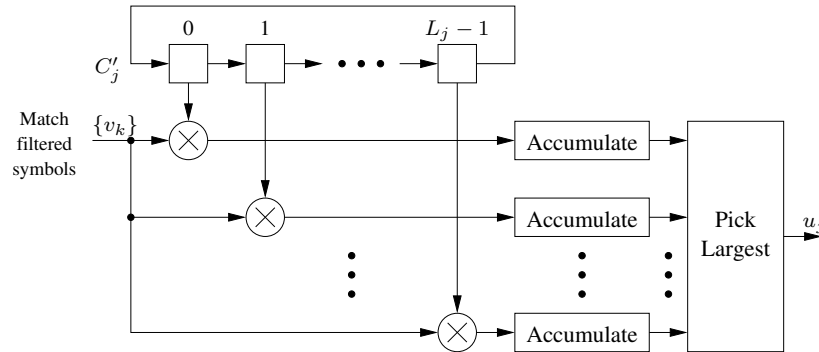 0
1
L_j − 1
C'_j
Match
filtered
symbols
{v_k}
Accumulate
Accumulate
Pick
Largest
u_j
Accumulate